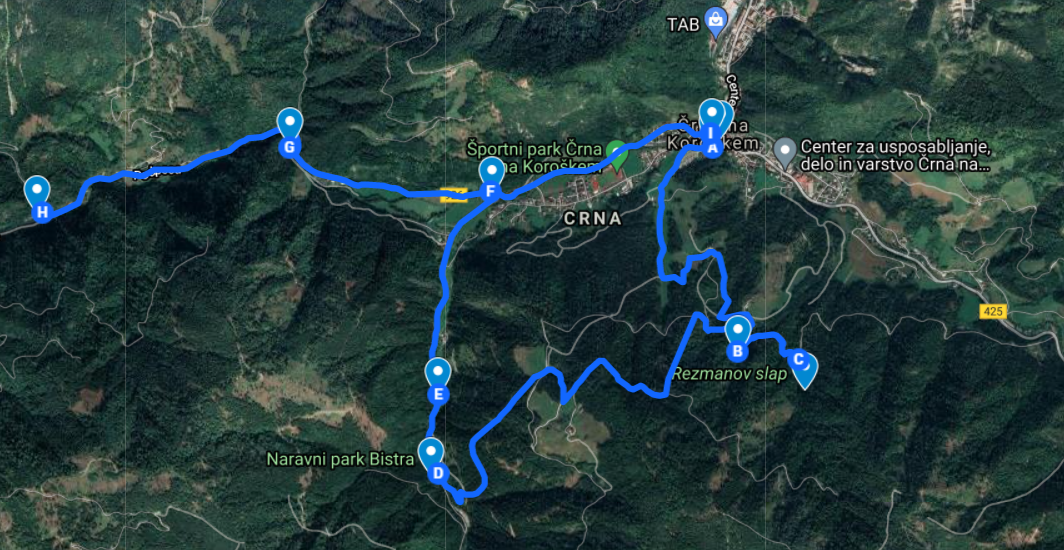 TAB
Cente
I
A
Športni park Črna
na Koroškem
G
Center za usposabljanje,
delo in varstvo Črna na...
F
H
CRNA
425
B
C
Rezmanov slap
E
Naravni park Bistra
D